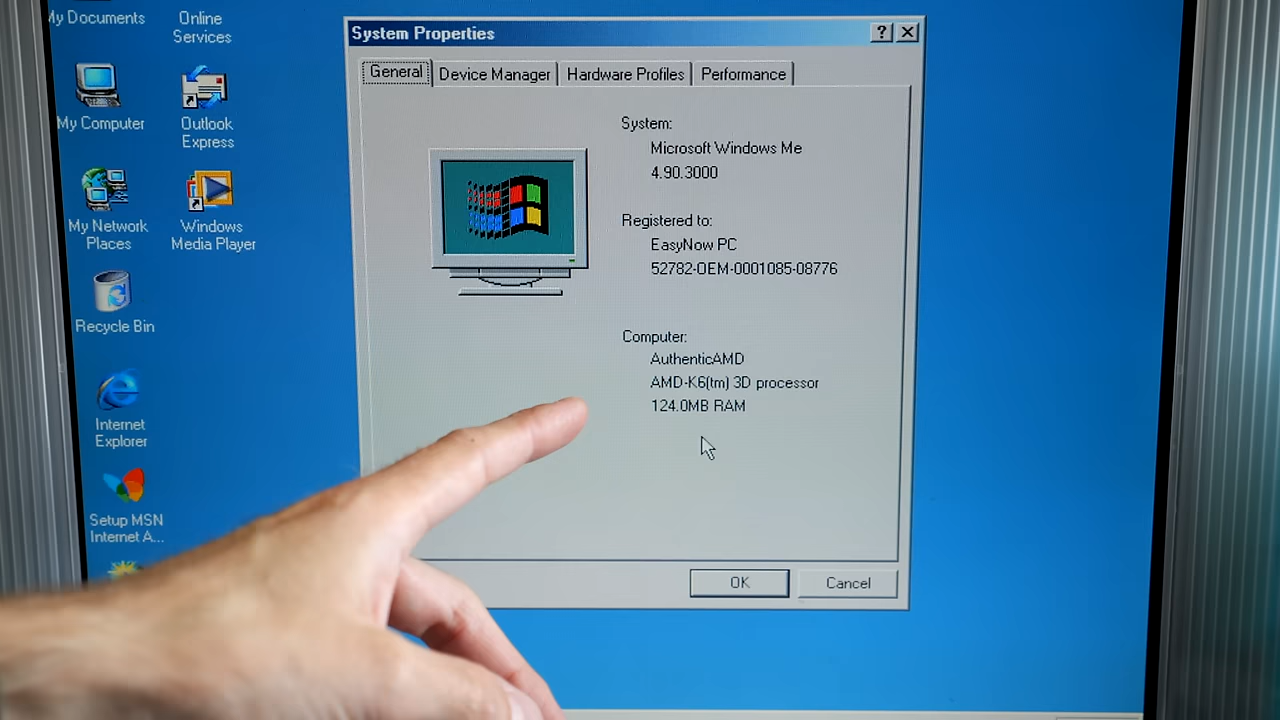 My Documents
Online
Services
My Computer
Outlook
Express
My Network
Places
Windows
Media Player
Recycle Bin
Internet
Explorer
Setup MSN
Internet A...
System Properties
?
General
Device Manager
Hardware Profiles
Performance
System:
Microsoft Windows Me
4.90.3000
Registered to:
EasyNow PC
52782-OEM-0001085-08776
Computer:
AuthenticAMD
AMD-K6(tm) 3D processor
124.0MB RAM
OK
Cancel